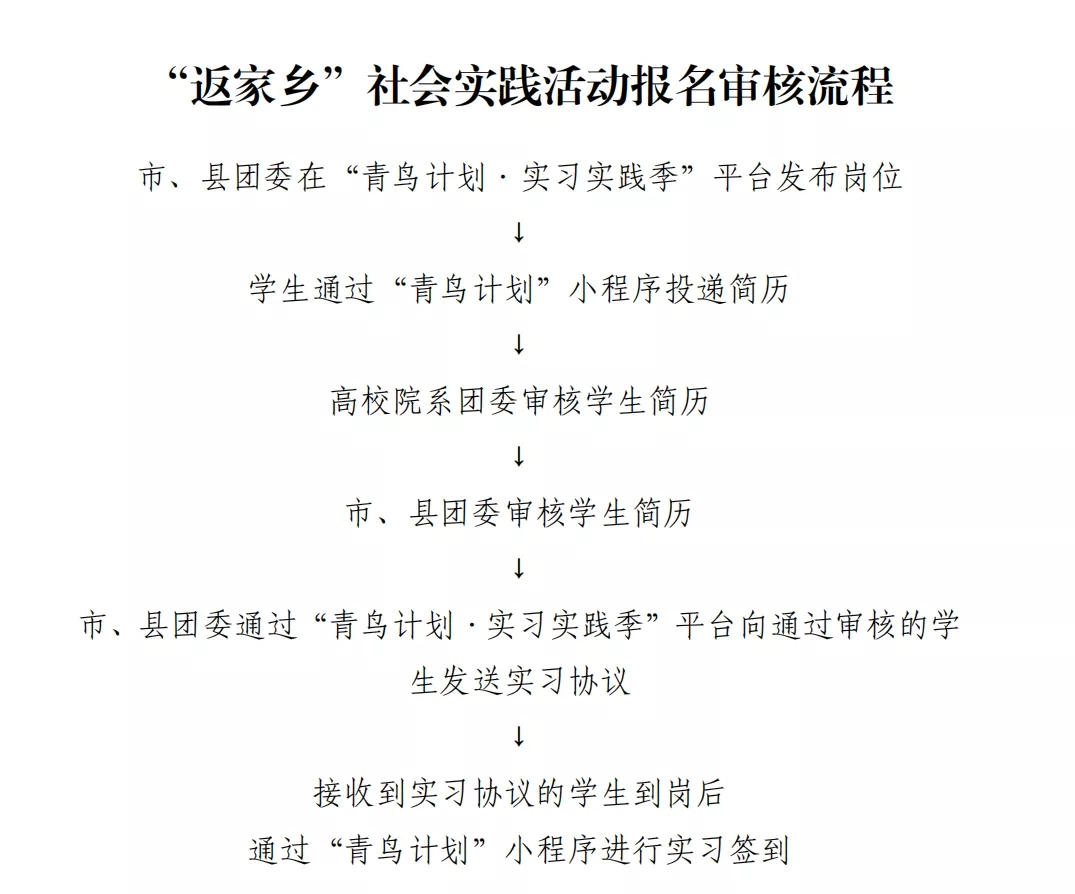 “返家乡”社会实践活动报名审核流程
市、县团委在“青鸟计划·实习实践季”平台发布岗位
↓
学生通过“青鸟计划”小程序投递简历
↓
高校院系团委审核学生简历
↓
市、县团委审核学生简历
↓
市、县团委通过“青鸟计划·实习实践季”平台向通过审核的学
生发送实习协议
↓
接收到实习协议的学生到岗后
通过“青鸟计划”小程序进行实习签到